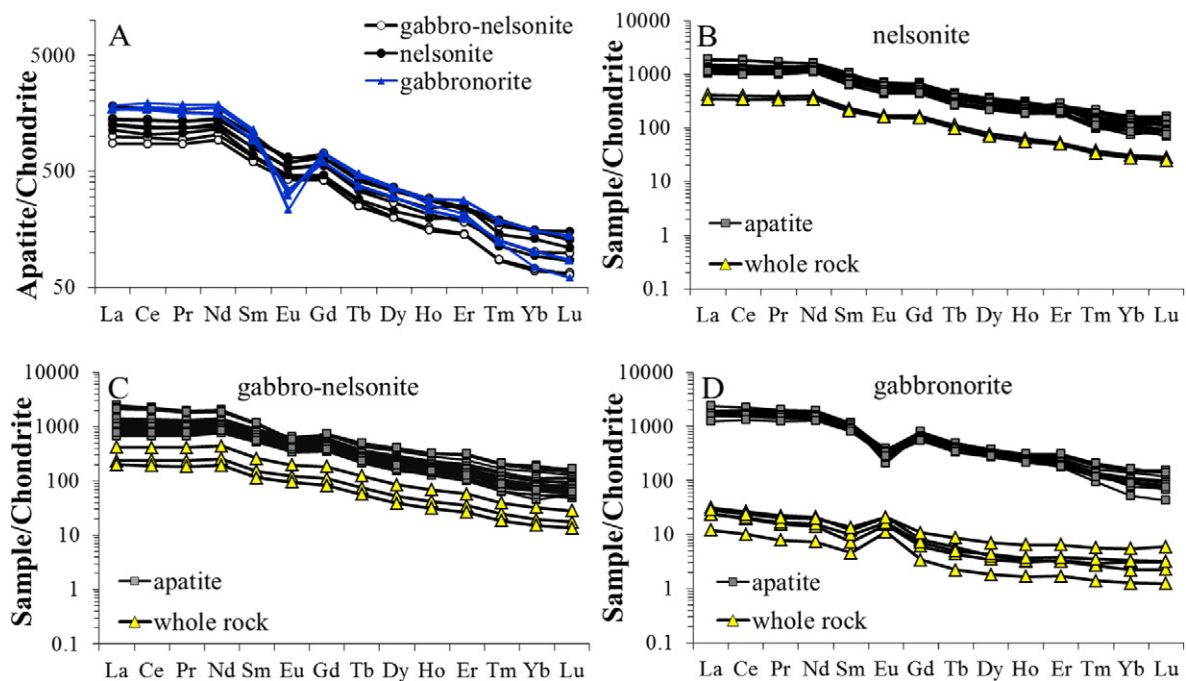 A
gabbro-nelsonite
nelsonite
gabbronorite
5000
500
50
Apatite/Chondrite
La Ce Pr Nd Sm Eu Gd Tb Dy Ho Er Tm Yb Lu
B
nelsonite
10000
1000
100
10
1
0.1
Sample/Chondrite
apatite
whole rock
La Ce Pr Nd Sm Eu Gd Tb Dy Ho Er Tm Yb Lu
C
gabbro-nelsonite
10000
1000
100
10
1
0.1
Sample/Chondrite
apatite
whole rock
La Ce Pr Nd Sm Eu Gd Tb Dy Ho Er Tm Yb Lu
D
gabbronorite
10000
1000
100
10
1
0.1
Sample/Chondrite
apatite
whole rock
La Ce Pr Nd Sm Eu Gd Tb Dy Ho Er Tm Yb Lu